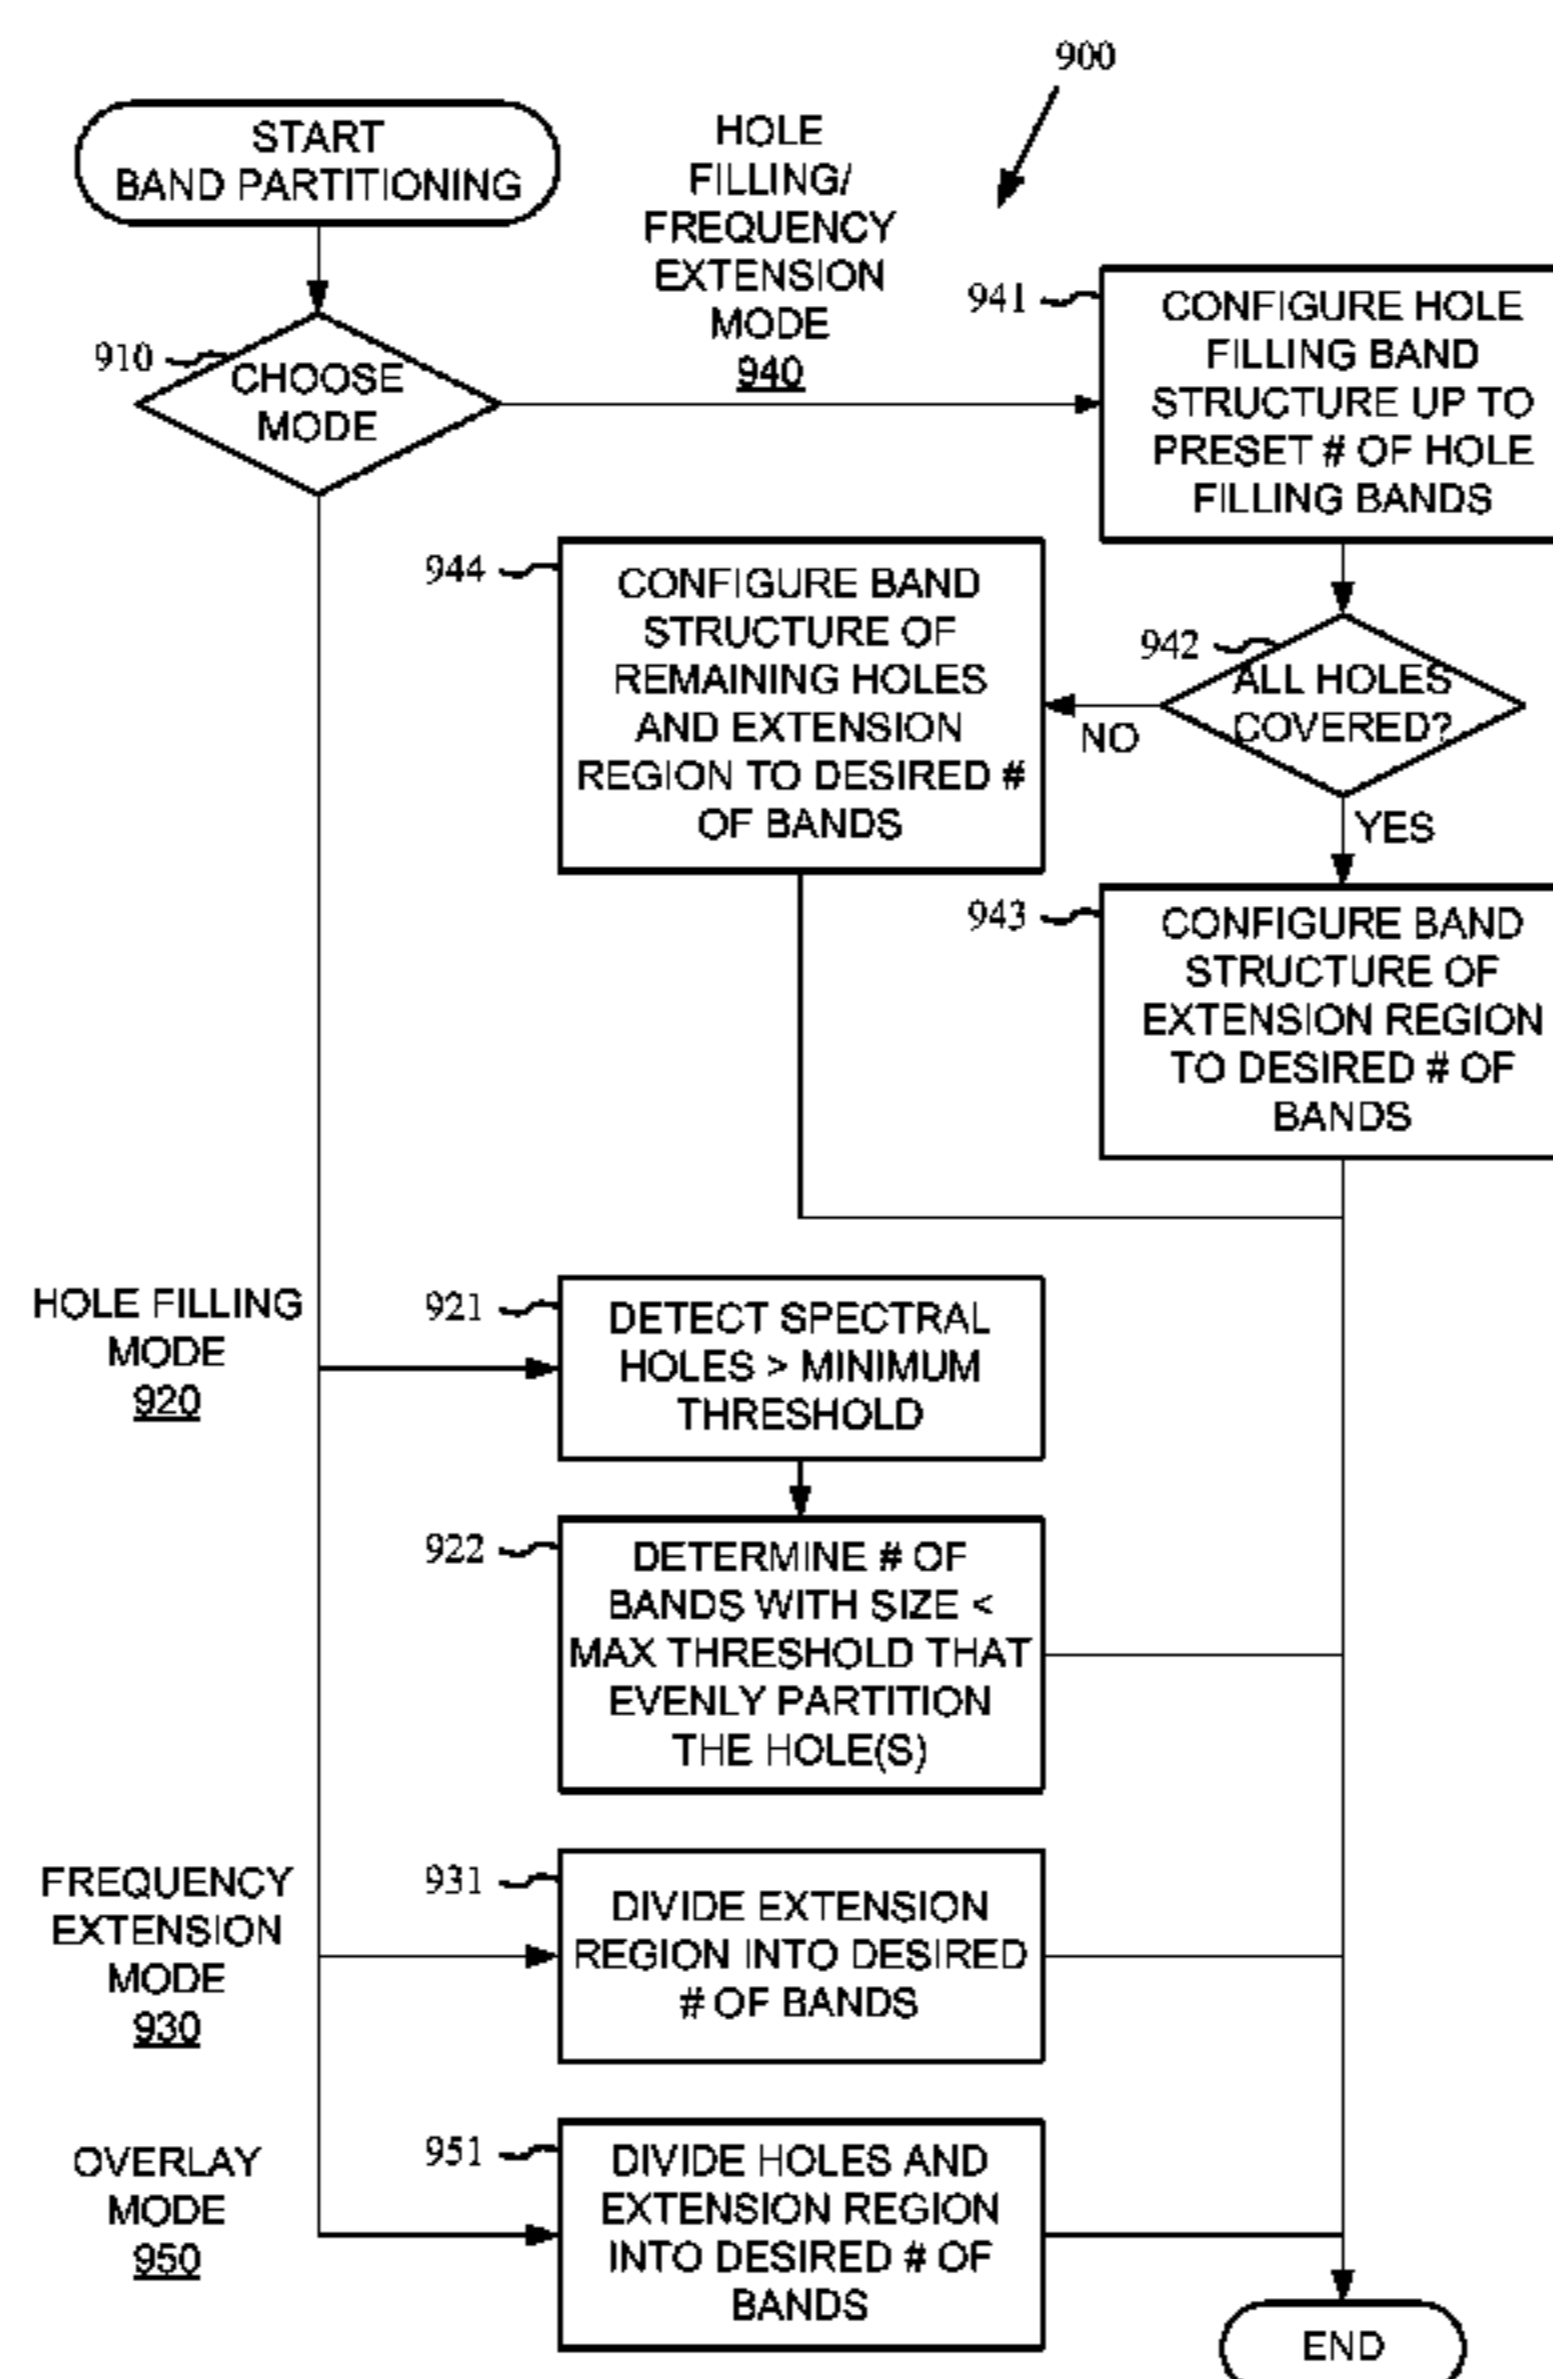 900
START
BAND PARTITIONING
HOLE
FILLING/
FREQUENCY
EXTENSION
MODE
940
910
CHOOSE
MODE
941
CONFIGURE HOLE
FILLING BAND
STRUCTURE UP TO
PRESET # OF HOLE
FILLING BANDS
944
CONFIGURE BAND
STRUCTURE OF
REMAINING HOLES
AND EXTENSION
REGION TO DESIRED #
OF BANDS
942
ALL HOLES
COVERED?
NO
YES
943
CONFIGURE BAND
STRUCTURE OF
EXTENSION REGION
TO DESIRED # OF
BANDS
HOLE FILLING
MODE
920
921
DETECT SPECTRAL
HOLES > MINIMUM
THRESHOLD
922
DETERMINE # OF
BANDS WITH SIZE <
MAX THRESHOLD THAT
EVENLY PARTITION
THE HOLE(S)
FREQUENCY
EXTENSION
MODE
930
931
DIVIDE EXTENSION
REGION INTO DESIRED
# OF BANDS
OVERLAY
MODE
950
951
DIVIDE HOLES AND
EXTENSION REGION
INTO DESIRED # OF
BANDS
END